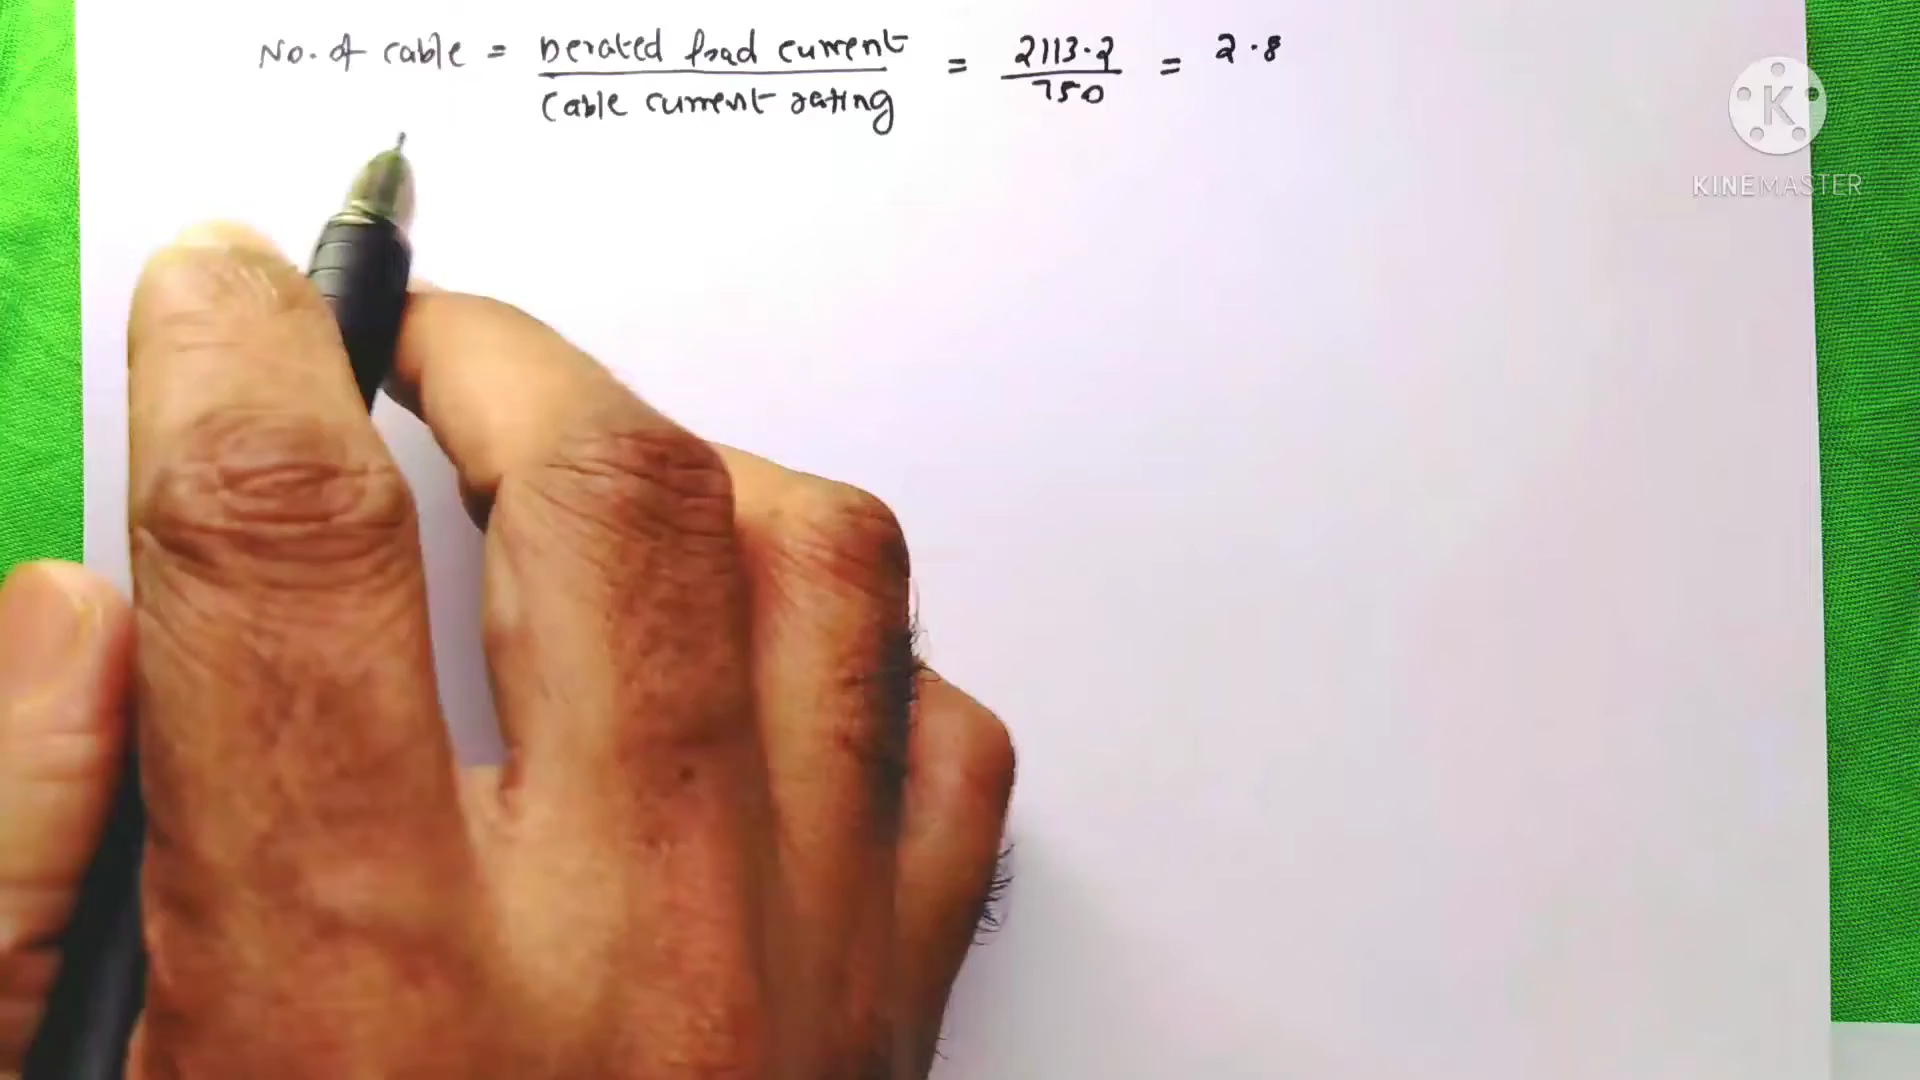 No. of cable = Derated load current / Cable current rating = 2113.2 / 750 = 2.8
K
KINEMASTER